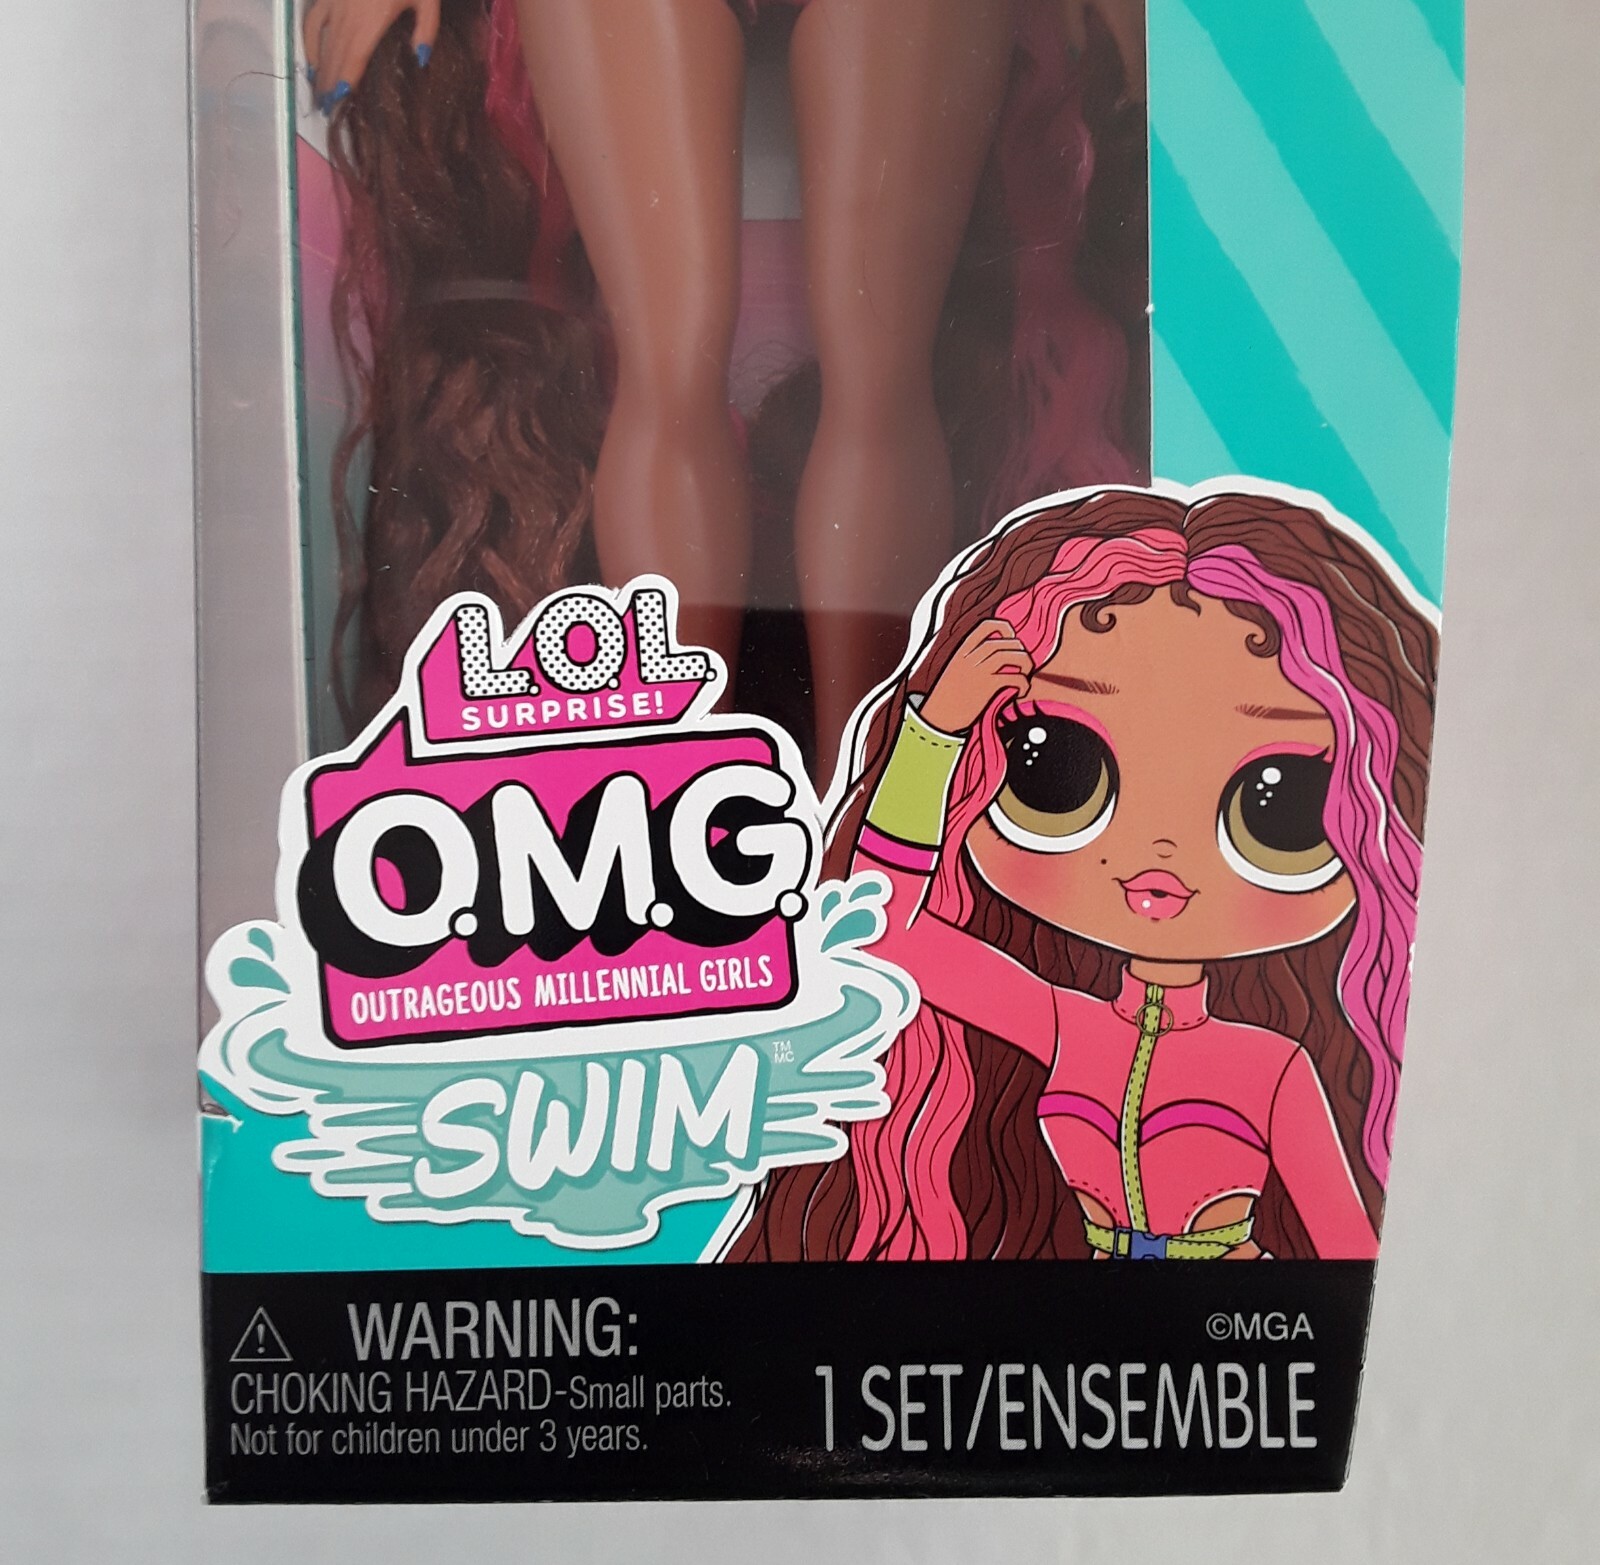 L.O.L.
SURPRISE!
O.M.G.
OUTRAGEOUS MILLENNIAL GIRLS
SWIM TM
MC
WARNING:
CHOKING HAZARD-Small parts.
Not for children under 3 years.
©MGA
1 SET/ENSEMBLE